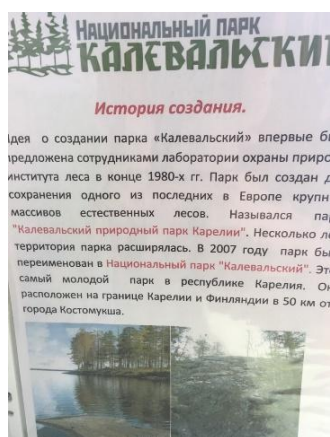 НАЦИОНАЛЬНЫЙ ПАРК
КАЛЕВАЛЬСКИЙ
История создания.
Идея о создании парка «Калевальский» впервые б
предложена сотрудниками лаборатории охраны приро
института леса в конце 1980-х гг. Парк был создан д
сохранения одного из последних в Европе крупн
массивов естественных лесов. Назывался па
"Калевальский природный парк Карелии". Несколько ле
территория парка расширялась. В 2007 году парк бы
переименован в Национальный парк "Калевальский". Эт
самый молодой парк в республике Карелия. О
расположен на границе Карелии и Финляндии в 50 км от
города Костомукша.